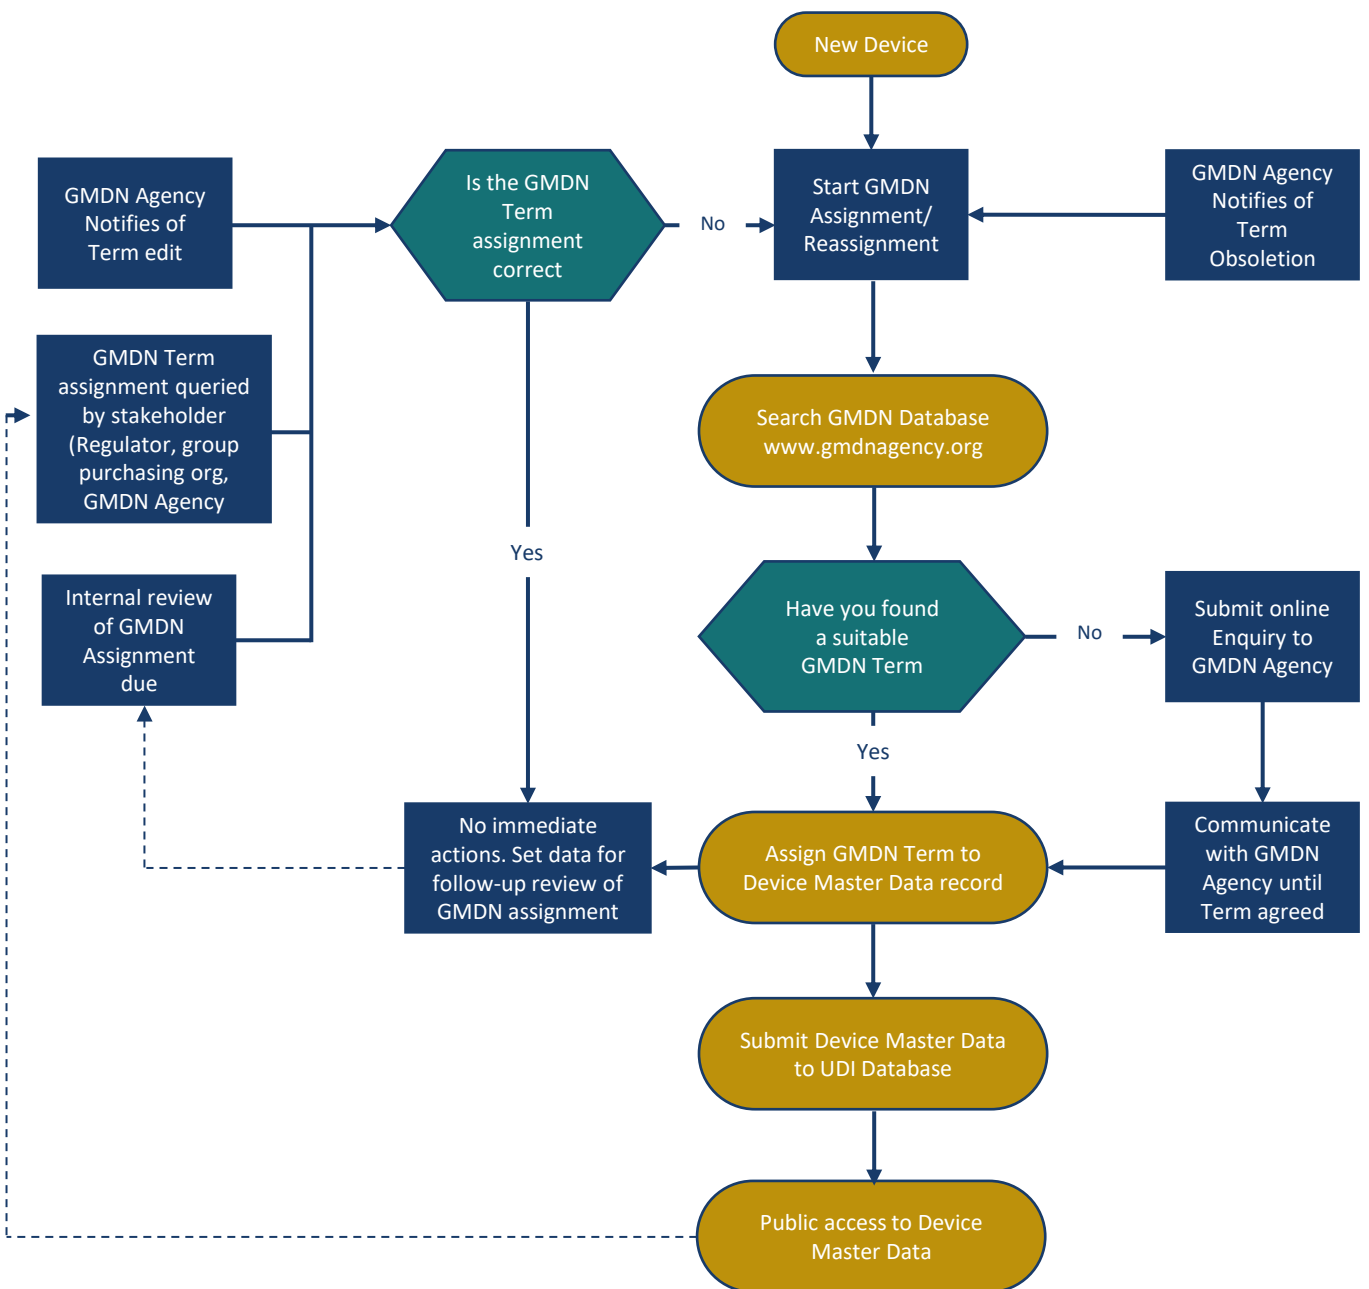 New Device
GMDN Agency
Notifies of
Term edit
Is the GMDN
Term
assignment
correct
No
Start GMDN
Assignment/
Reassignment
GMDN Agency
Notifies of
Term
Obsoletion
GMDN Term
assignment queried
by stakeholder
(Regulator, group
purchasing org,
GMDN Agency
Search GMDN Database
www.gmdnagency.org
Yes
Internal review
of GMDN
Assignment
due
Have you found
a suitable
GMDN Term
No
Submit online
Enquiry to
GMDN Agency
Yes
No immediate
actions. Set data for
follow-up review of
GMDN assignment
Assign GMDN Term to
Device Master Data record
Communicate
with GMDN
Agency until
Term agreed
Submit Device Master Data
to UDI Database
Public access to Device
Master Data